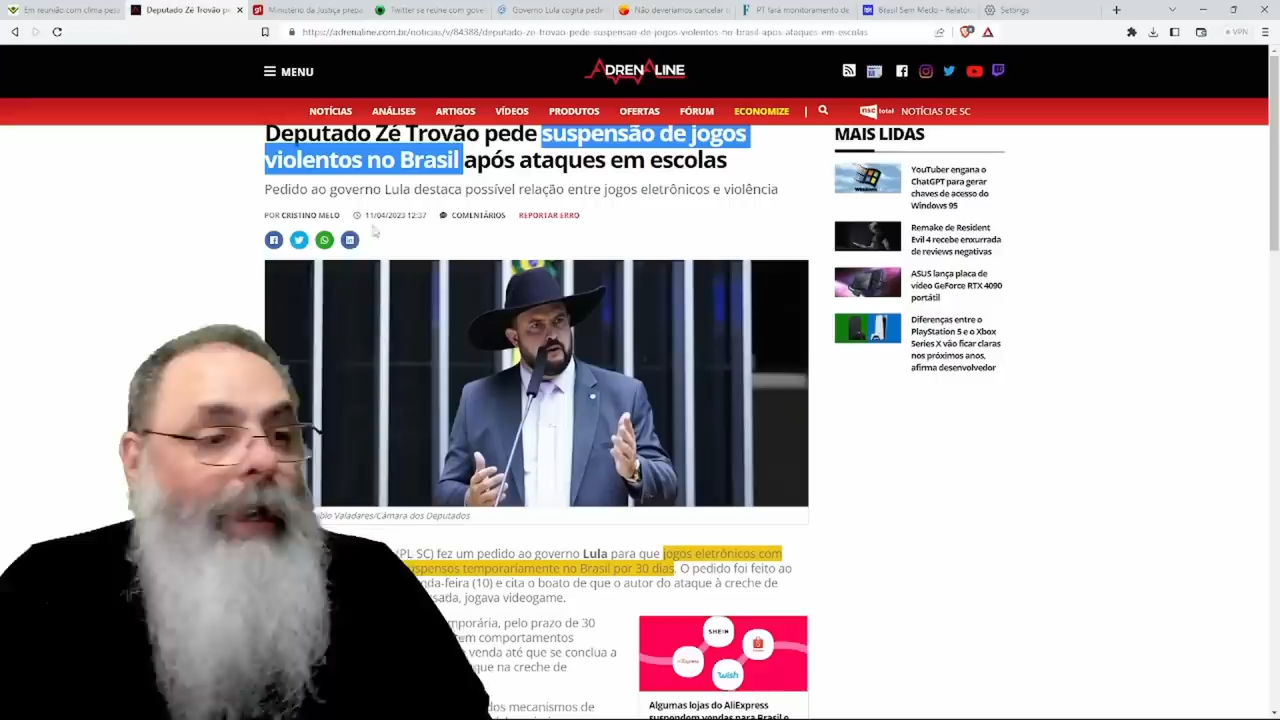 Em reunião com clima pesa
Deputado Zé Trovão pe
Ministério da Justiça prepa
Twitter se reúne com gove
Governo Lula cogita pedir
Não deveríamos cancelar o
PT fará monitoramento de
Brasil Sem Medo - Relatóri
Settings
https://adrenaline.com.br/noticias/v/84388/deputado-ze-trovao-pede-suspensao-de-jogos-violentos-no-brasil-apos-ataques-em-escolas
VPN
MENU
ADRENALINE
NOTÍCIAS ANÁLISES ARTIGOS VÍDEOS PRODUTOS OFERTAS FÓRUM ECONOMIZE
nsc total NOTÍCIAS DE SC
Deputado Zé Trovão pede suspensão de jogos
violentos no Brasil após ataques em escolas
Pedido ao governo Lula destaca possível relação entre jogos eletrônicos e violência
POR CRISTINO MELO 11/04/2023 12:37 COMENTÁRIOS REPORTAR ERRO
Valadares/Câmara dos Deputados
(PL SC) fez um pedido ao governo Lula para que jogos eletrônicos com
suspensos temporariamente no Brasil por 30 dias. O pedido foi feito ao
nda-feira (10) e cita o boato de que o autor do ataque à creche de
sada, jogava videogame.
mporária, pelo prazo de 30
em comportamentos
venda até que se conclua a
que na creche de
dos mecanismos de
MAIS LIDAS
YouTuber engana o
ChatGPT para gerar
chaves de acesso do
Windows 95
Remake de Resident
Evil 4 recebe enxurrada
de reviews negativas
ASUS lança placa de
vídeo GeForce RTX 4090
portátil
Diferenças entre o
PlayStation 5 e o Xbox
Series X vão ficar claras
nos próximos anos,
afirma desenvolvedor
SHEIN
AliExpress
wish
Algumas lojas do AliExpress
suspendem vendas para Brasil e